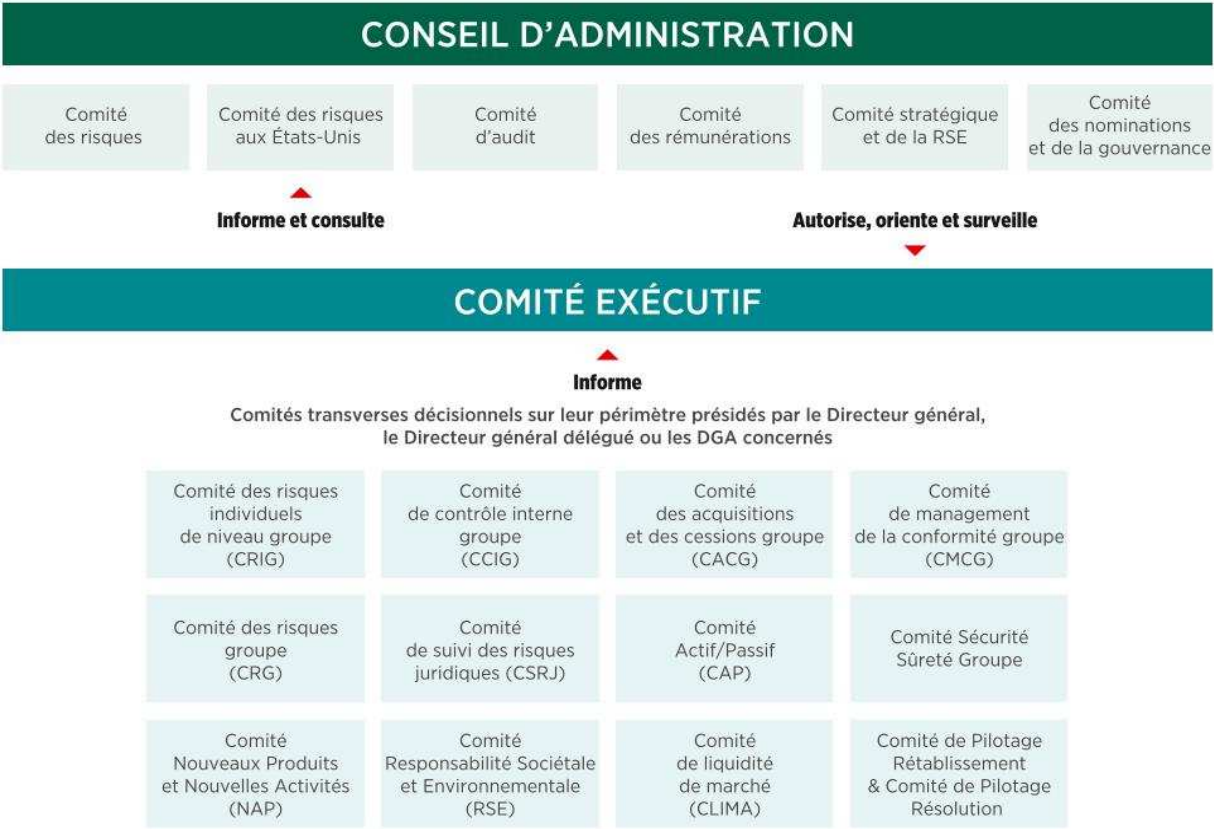 CONSEIL D'ADMINISTRATION
Comité
des risques
Comité des risques
aux États-Unis
Comité
d'audit
Comité
des rémunérations
Comité stratégique
et de la RSE
Comité
des nominations
et de la gouvernance
Informe et consulte
Autorise, oriente et surveille
COMITÉ EXÉCUTIF
Informe
Comités transverses décisionnels sur leur périmètre présidés par le Directeur général,
le Directeur général délégué ou les DGA concernés
Comité des risques
individuels
de niveau groupe
(CRIG)
Comité
de contrôle interne
groupe
(CCIG)
Comité
des acquisitions
et des cessions groupe
(CACG)
Comité
de management
de la conformité groupe
(CMCG)
Comité des risques
groupe
(CRG)
Comité
de suivi des risques
juridiques (CSRJ)
Comité
Actif/Passif
(CAP)
Comité Sécurité
Sûreté Groupe
Comité
Nouveaux Produits
et Nouvelles Activités
(NAP)
Comité
Responsabilité Sociétale
et Environnementale
(RSE)
Comité
de liquidité
de marché
(CLIMA)
Comité de Pilotage
Rétablissement
& Comité de Pilotage
Résolution